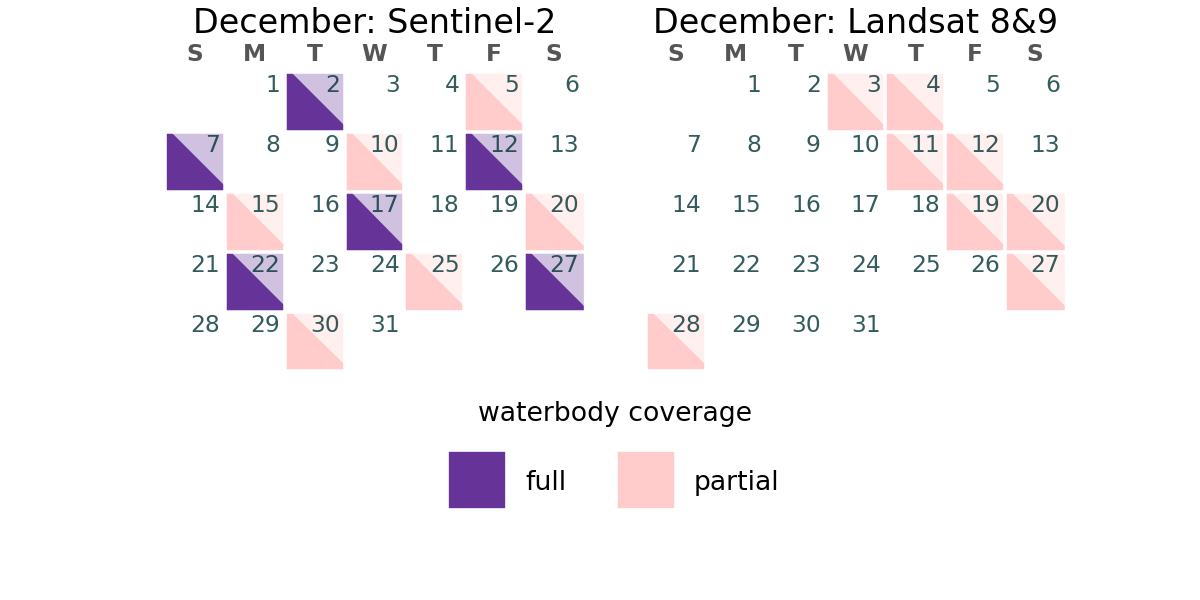 December: Sentinel-2
S M T W T F S
1 2 3 4 5 6
7 8 9 10 11 12 13
14 15 16 17 18 19 20
21 22 23 24 25 26 27
28 29 30 31
December: Landsat 8&9
S M T W T F S
1 2 3 4 5 6
7 8 9 10 11 12 13
14 15 16 17 18 19 20
21 22 23 24 25 26 27
28 29 30 31
waterbody coverage
full partial